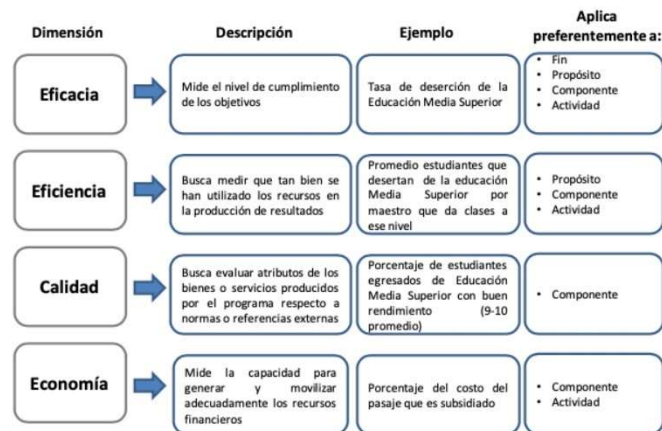 Dimensión
Descripción
Ejemplo
Aplica
preferentemente a:
Eficacia
Mide el nivel de cumplimiento
de los objetivos
Tasa de deserción de la
Educación Media Superior
• Fin
• Propósito
• Componente
• Actividad
Eficiencia
Busca medir que tan bien se
han utilizado los recursos en
la producción de resultados
Promedio estudiantes que
desertan de la educación
Media Superior por
maestro que da clases a
ese nivel
• Propósito
• Componente
• Actividad
Calidad
Busca evaluar atributos de los
bienes o servicios producidos
por el programa respecto a
normas o referencias externas
Porcentaje de estudiantes
egresados de Educación
Media Superior con buen
rendimiento (9-10
promedio)
• Componente
Economía
Mide la capacidad para
generar y movilizar
adecuadamente los recursos
financieros
Porcentaje del costo del
pasaje que es subsidiado
• Componente
• Actividad